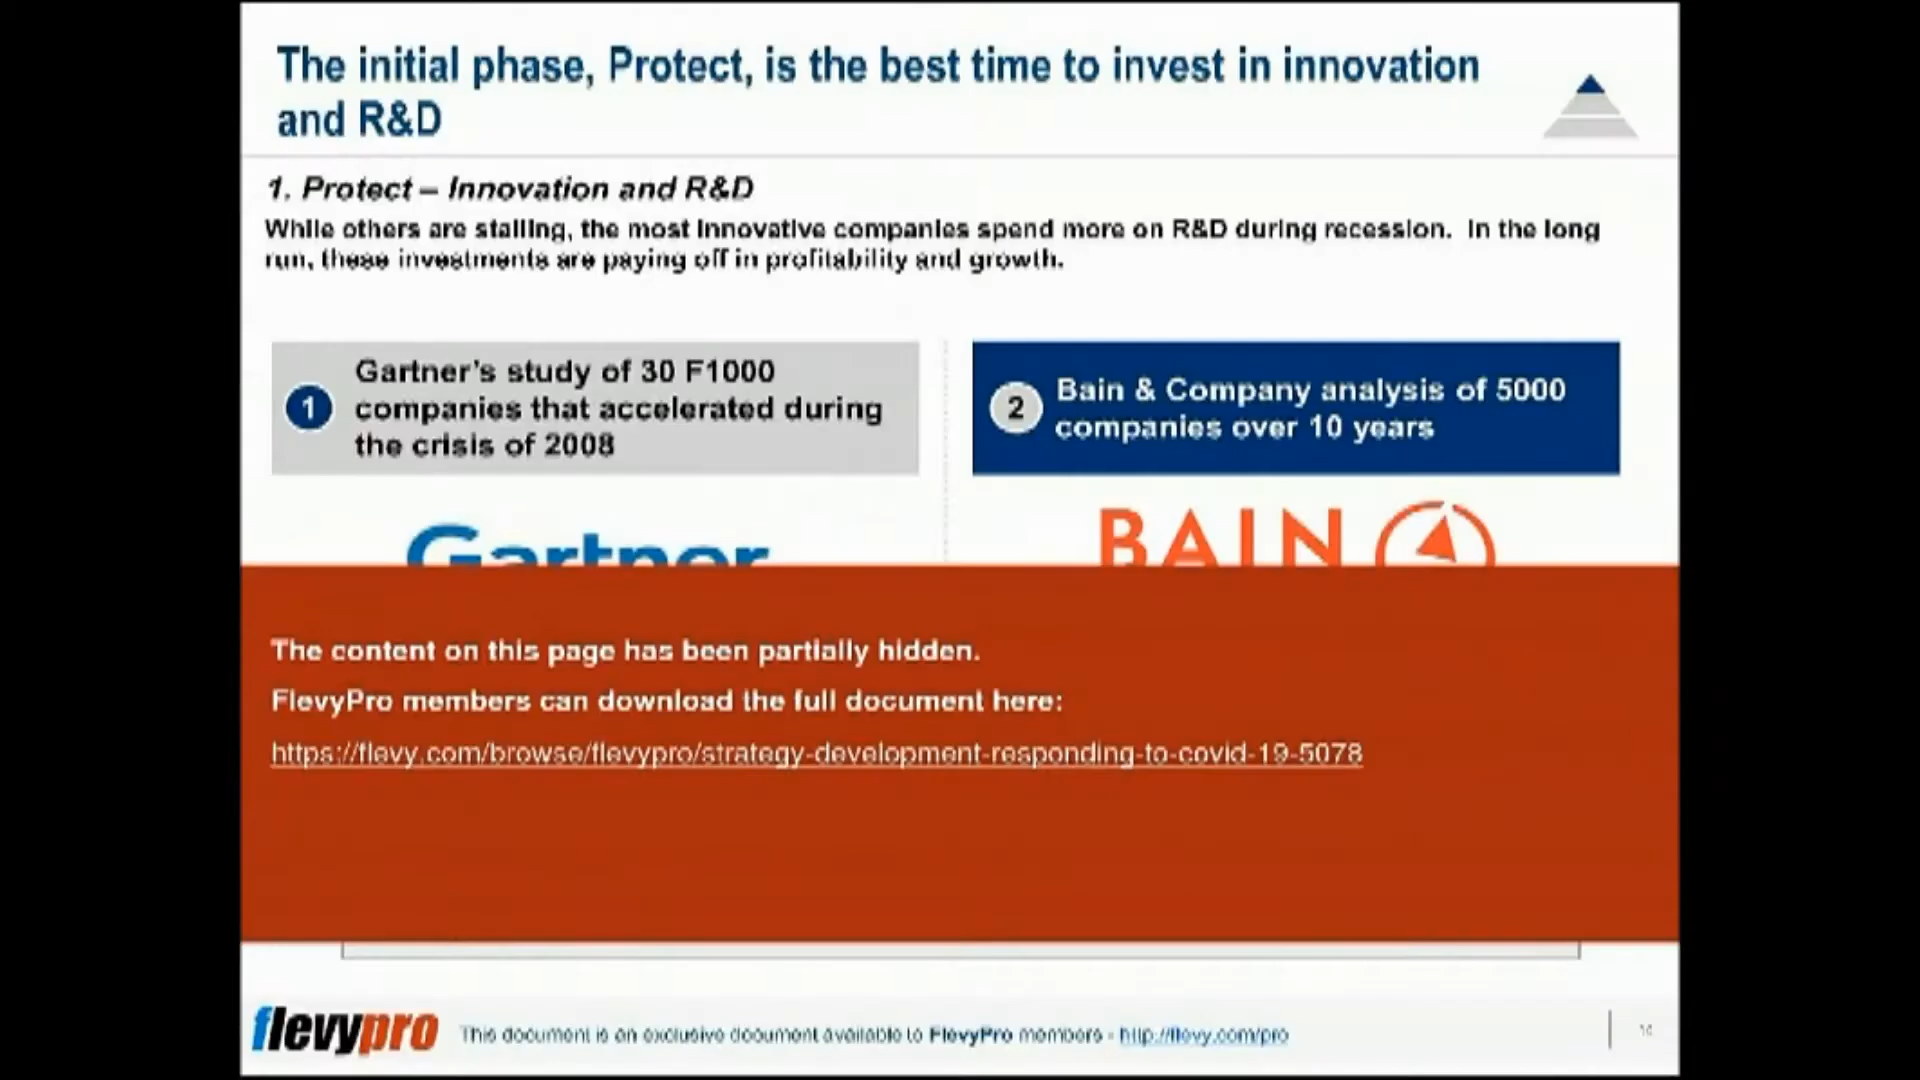 The initial phase, Protect, is the best time to invest in innovation
and R&D
1. Protect – Innovation and R&D
While others are stalling, the most innovative companies spend more on R&D during recession. In the long
run, these investments are paying off in profitability and growth.
1
Gartner's study of 30 F1000
companies that accelerated during
the crisis of 2008
2
Bain & Company analysis of 5000
companies over 10 years
Gartner
BAIN
The content on this page has been partially hidden.
FlevyPro members can download the full document here:
https://flevy.com/browse/flevypro/strategy-development-responding-to-covid-19-5078
flevypro
This document is an exclusive document available to FlevyPro members - http://flevy.com/pro